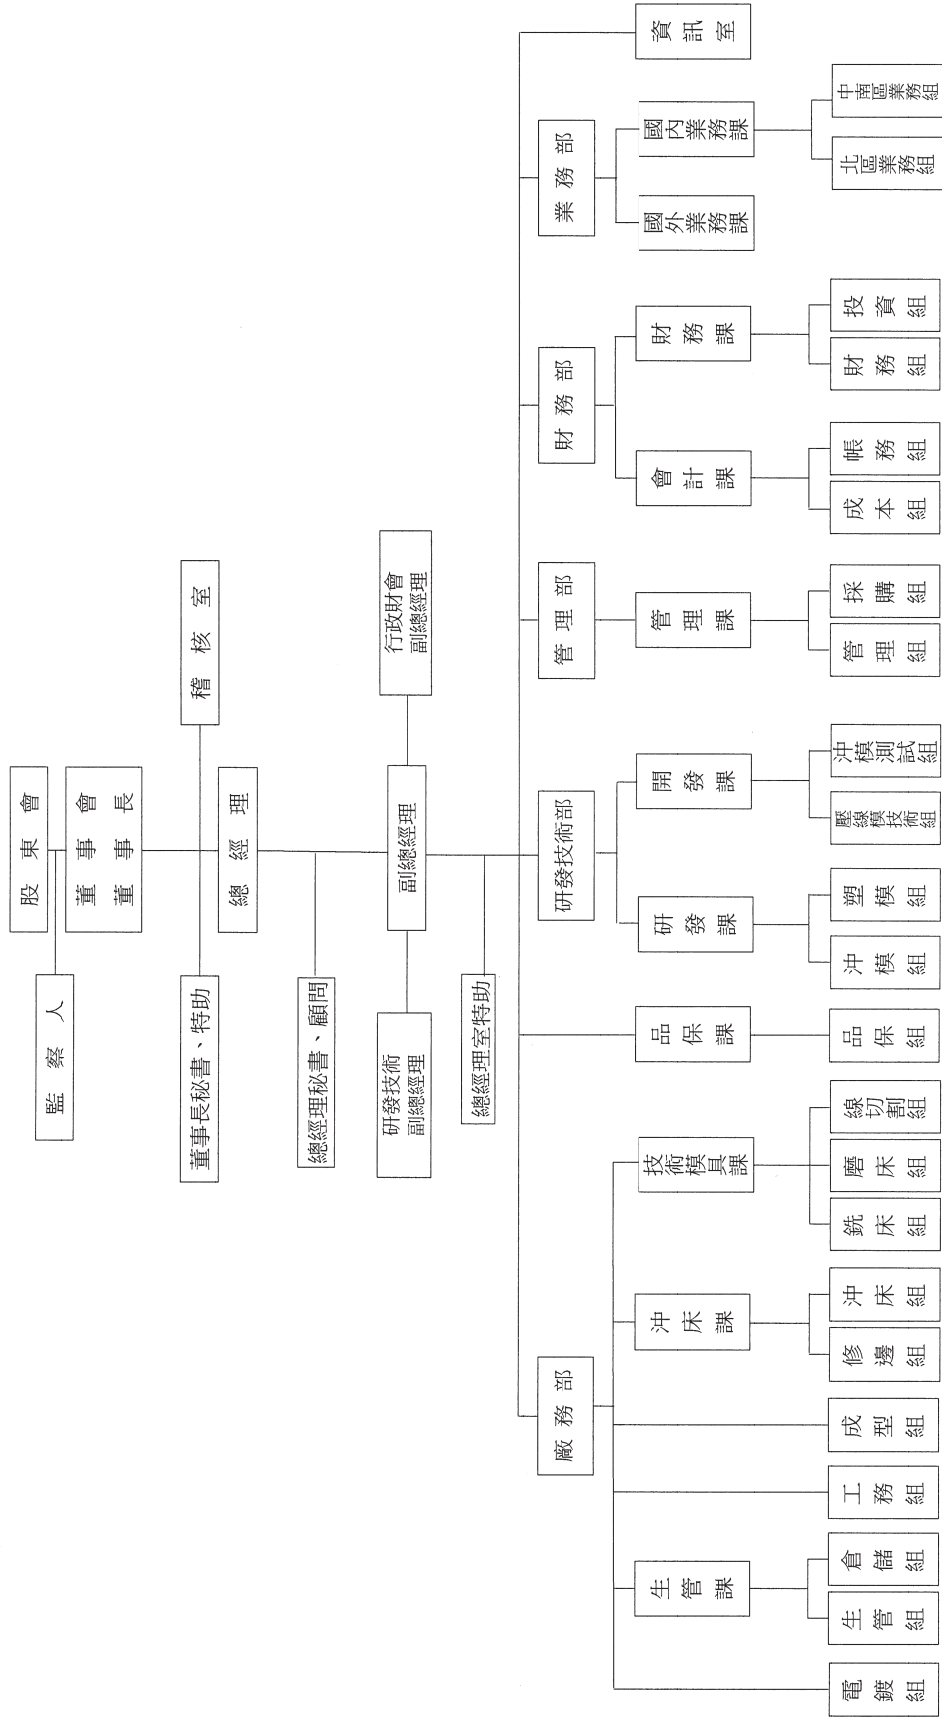 股東會
監察人
董事會
董事長
稽核室
董事長秘書、特助
總經理
總經理秘書、顧問
行政財會
副總經理
副總經理
研發技術
副總經理
總經理室特助
廠務部
研發技術部
管理部
財務部
業務部
生管課
沖床課
技術模具課
品保課
研發課
開發課
管理課
會計課
財務課
國外業務課
國內業務課
資訊室
電鍍組
生管組
倉儲組
工務組
成型組
修邊組
沖床組
銑床組
磨床組
線切割組
品保組
沖模組
塑模組
壓線模技術組
沖模測試組
管理組
採購組
成本組
帳務組
財務組
投資組
北區業務組
中南區業務組